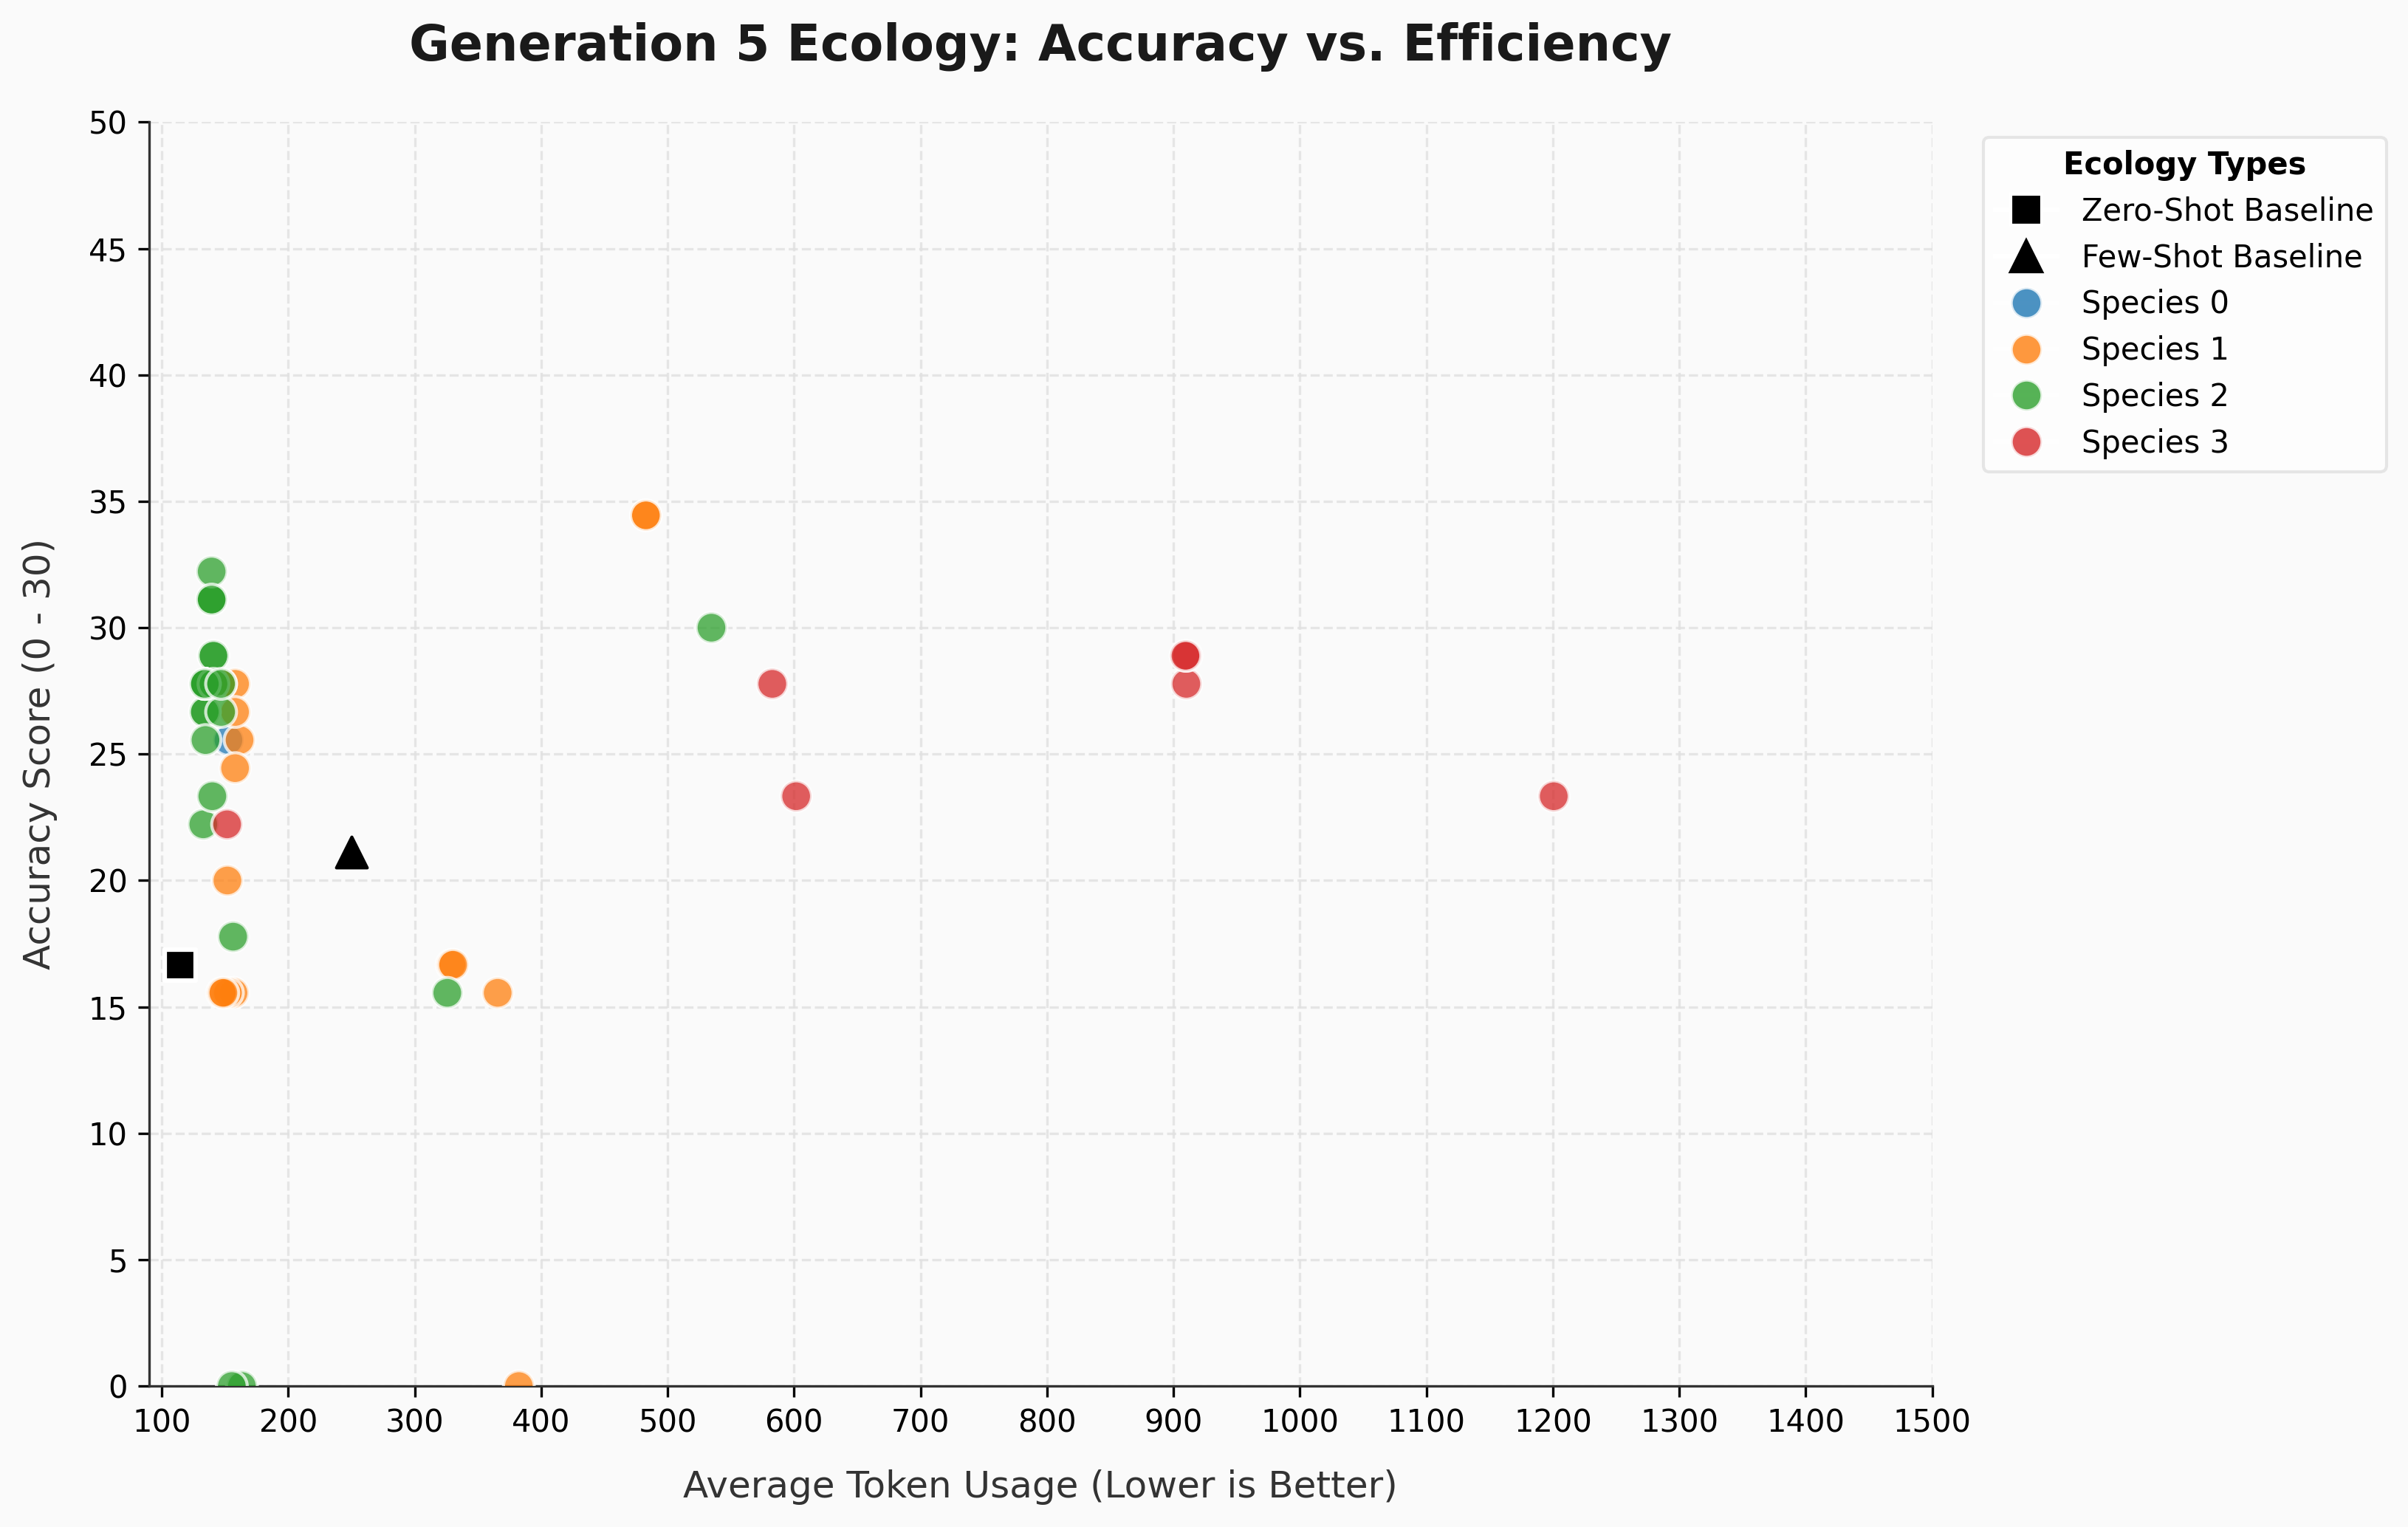 Generation 5 Ecology: Accuracy vs. Efficiency
50
45
40
35
30
25
20
15
10
5
0
Accuracy Score (0 - 30)
100 200 300 400 500 600 700 800 900 1000 1100 1200 1300 1400 1500
Average Token Usage (Lower is Better)
Ecology Types
Zero-Shot Baseline
Few-Shot Baseline
Species 0
Species 1
Species 2
Species 3